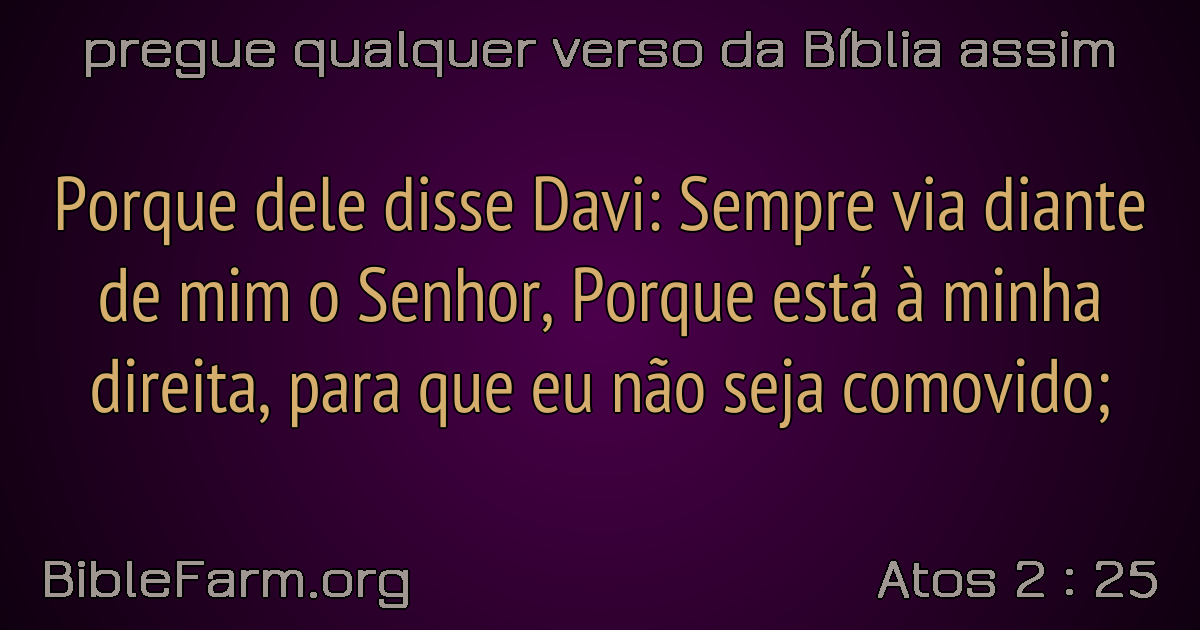 pregue qualquer verso da Bíblia assim
Porque dele disse Davi: Sempre via diante
de mim o Senhor, Porque está à minha
direita, para que eu não seja comovido;
BibleFarm.org
Atos 2 : 25